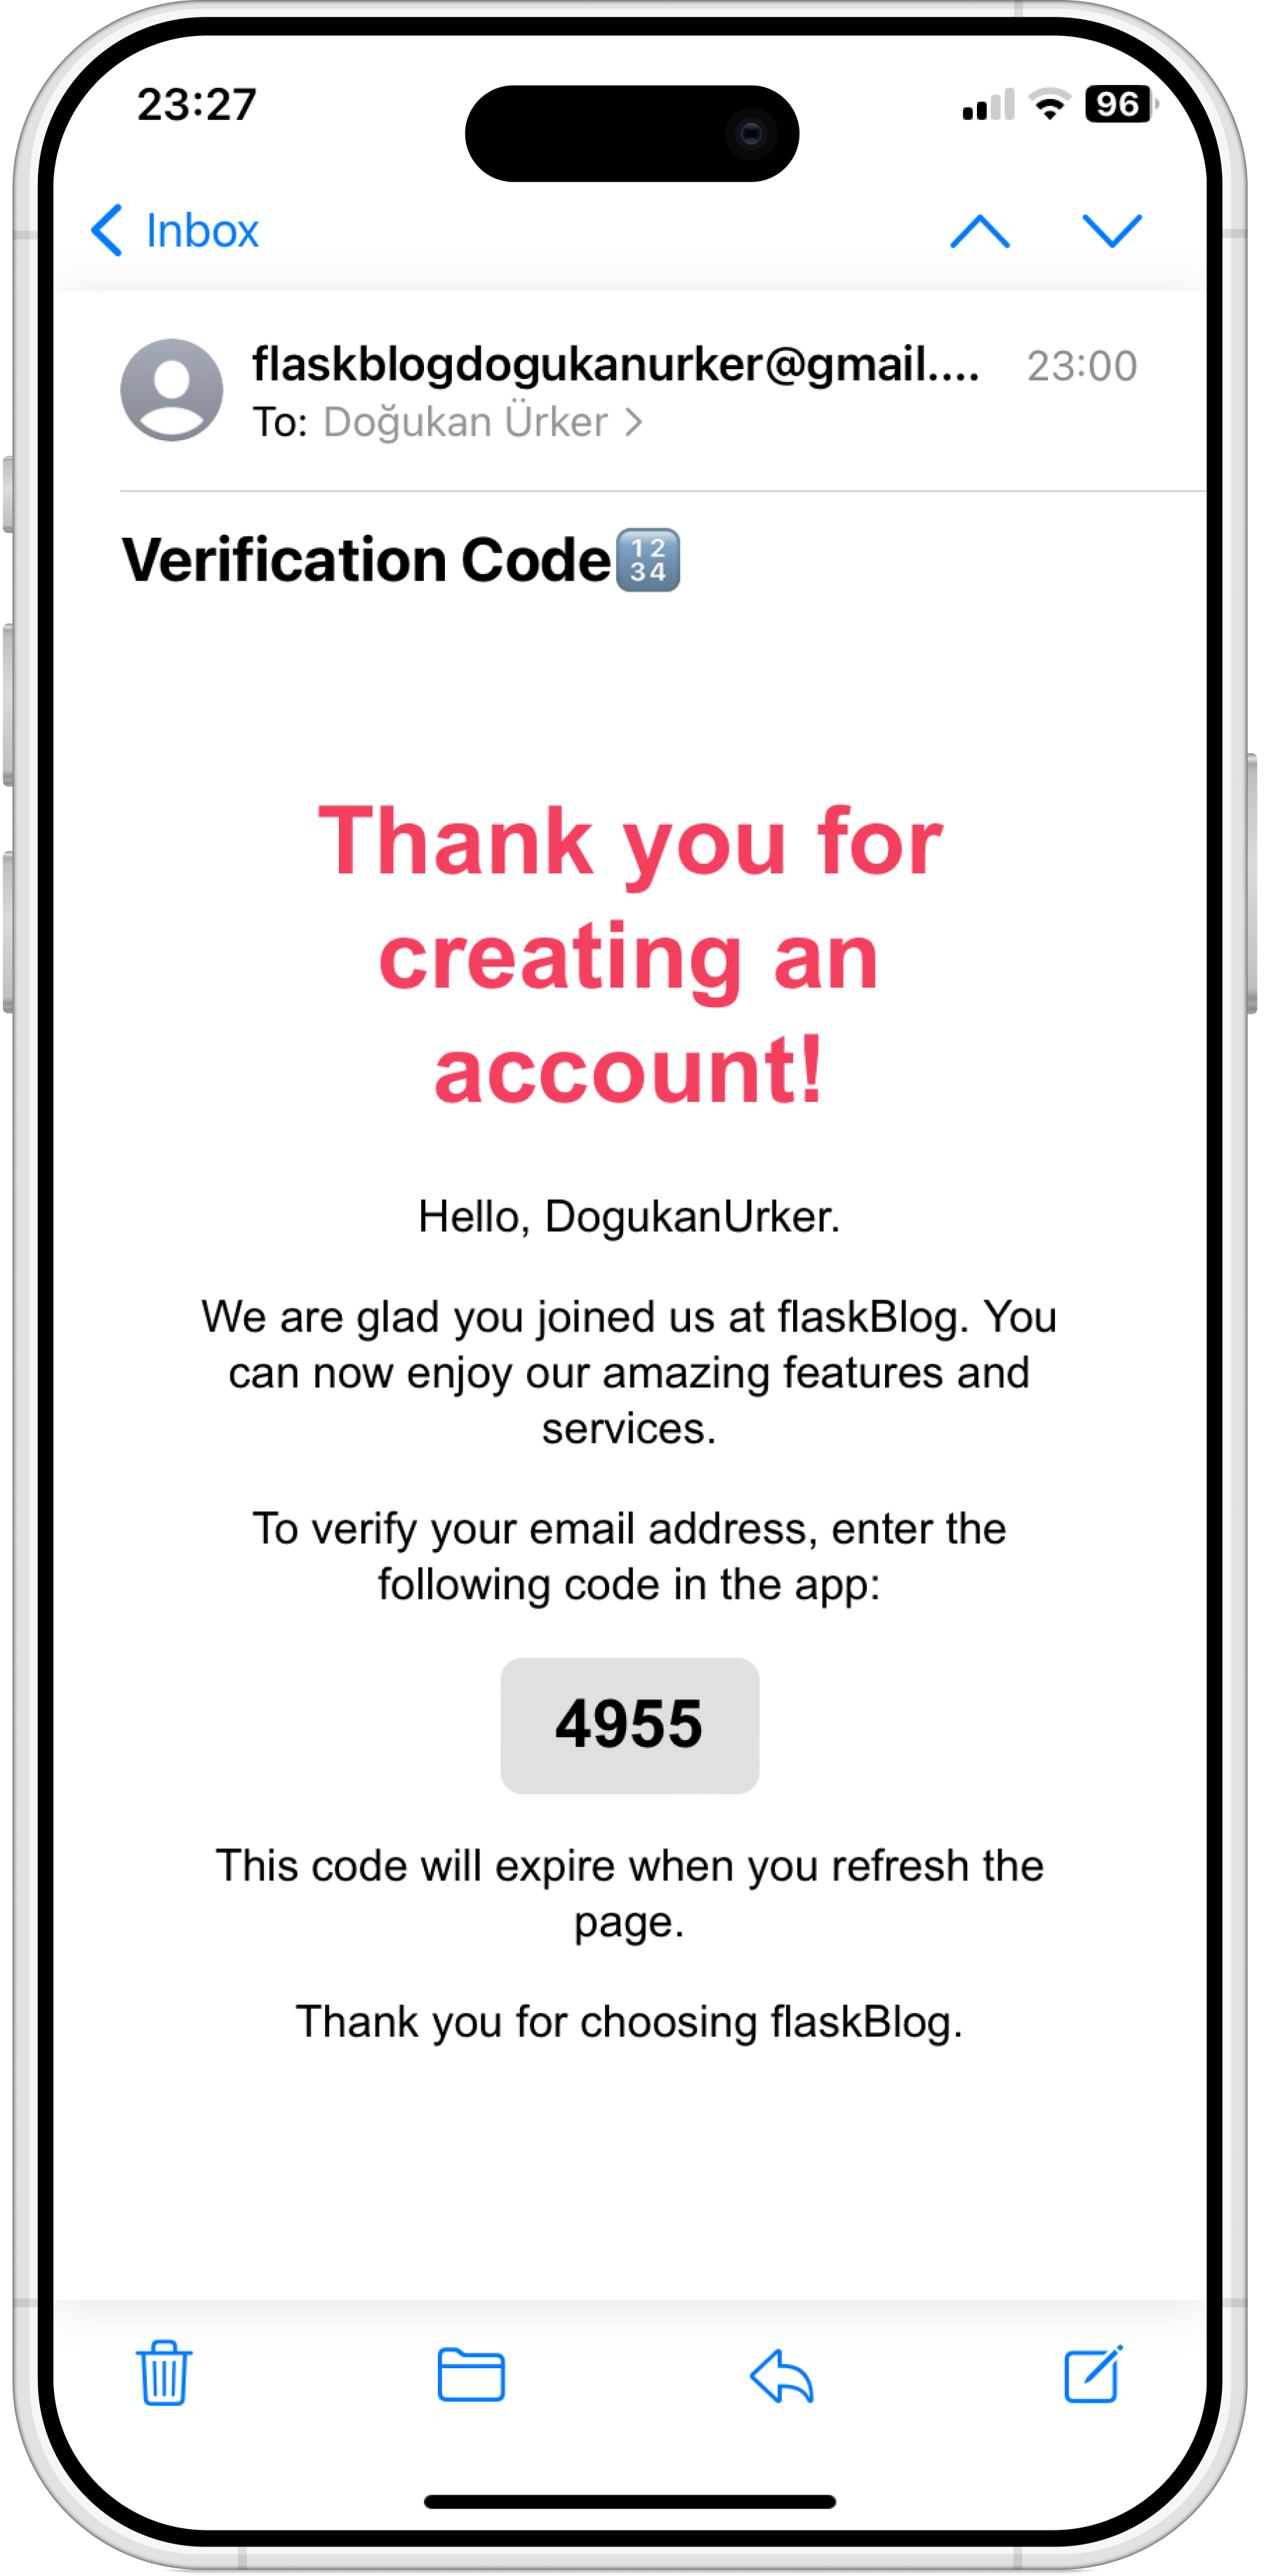 23:27
96
Inbox
flaskblogdogukanurker@gmail.... 23:00
To: Doğukan Ürker
Verification Code🔢
Thank you for
creating an
account!
Hello, DogukanUrker.
We are glad you joined us at flaskBlog. You
can now enjoy our amazing features and
services.
To verify your email address, enter the
following code in the app:
4955
This code will expire when you refresh the
page.
Thank you for choosing flaskBlog.